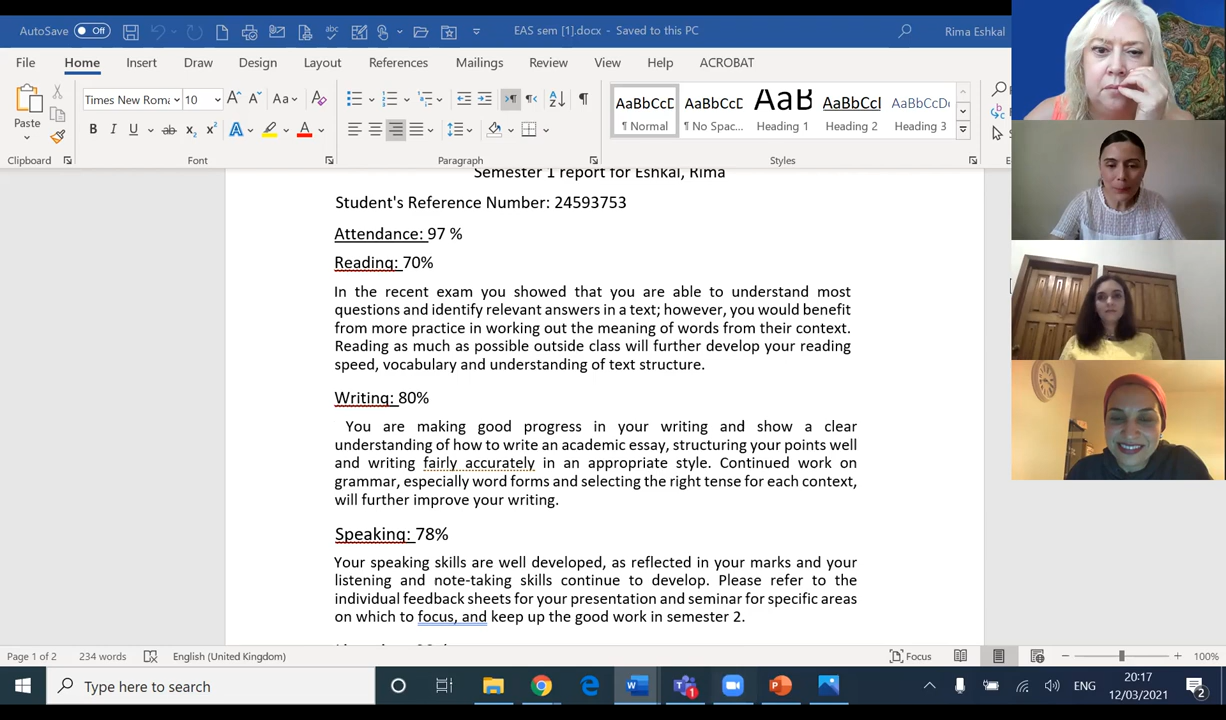 AutoSave Off EAS sem [1].docx - Saved to this PC Rima Eshkal
File Home Insert Draw Design Layout References Mailings Review View Help ACROBAT
Times New Roma 10
Paste
AaBbCcD AaBbCcD AaB AaBbCcl AaBbCcDc
¶ Normal ¶ No Spac... Heading 1 Heading 2 Heading 3
Clipboard Font Paragraph Styles
Semester 1 report for Eshkal, Rima
Student's Reference Number: 24593753
Attendance: 97 %
Reading: 70%
In the recent exam you showed that you are able to understand most
questions and identify relevant answers in a text; however, you would benefit
from more practice in working out the meaning of words from their context.
Reading as much as possible outside class will further develop your reading
speed, vocabulary and understanding of text structure.
Writing: 80%
You are making good progress in your writing and show a clear
understanding of how to write an academic essay, structuring your points well
and writing fairly accurately in an appropriate style. Continued work on
grammar, especially word forms and selecting the right tense for each context,
will further improve your writing.
Speaking: 78%
Your speaking skills are well developed, as reflected in your marks and your
listening and note-taking skills continue to develop. Please refer to the
individual feedback sheets for your presentation and seminar for specific areas
on which to focus, and keep up the good work in semester 2.
Page 1 of 2 234 words English (United Kingdom) Focus 100%
Type here to search
1
ENG
20:17
12/03/2021
2